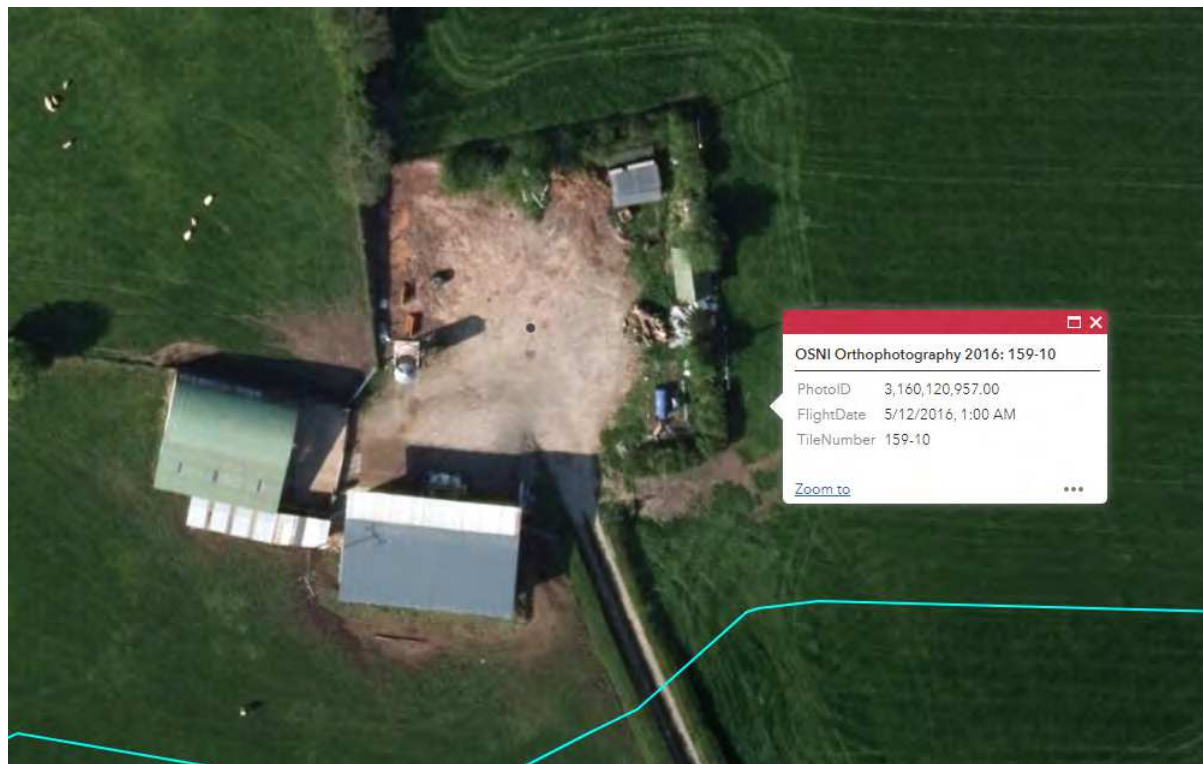 OSNI Orthophotography 2016: 159-10
PhotoID 3,160,120,957.00
FlightDate 5/12/2016, 1:00 AM
TileNumber 159-10
Zoom to